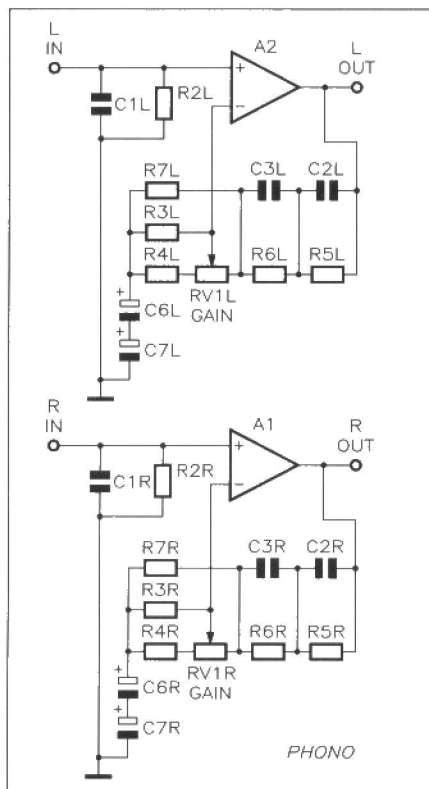 L
IN
A2
L
OUT
C1L
R2L
+
−
R7L
C3L
C2L
R3L
R4L
R6L
R5L
RV1L
GAIN
+
C6L
+
C7L
R
IN
A1
R
OUT
C1R
R2R
+
−
R7R
C3R
C2R
R3R
R4R
R6R
R5R
RV1R
GAIN
+
C6R
+
C7R
PHONO